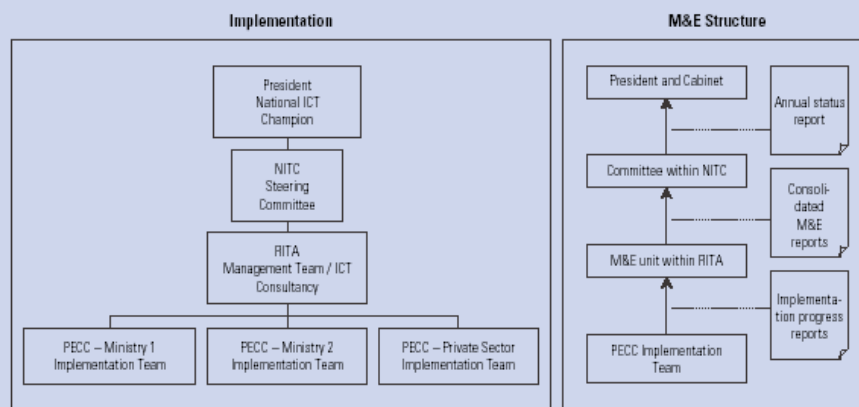 Implementation
President
National ICT
Champion
NITC
Steering
Committee
RITA
Management Team / ICT
Consultancy
PECC – Ministry 1
Implementation Team
PECC – Ministry 2
Implementation Team
PECC – Private Sector
Implementation Team
M&E Structure
President and Cabinet
Annual status
report
Committee within NITC
Consoli-
dated
M&E
reports
M&E unit within RITA
Implementa-
tion progress
reports
PECC Implementation
Team